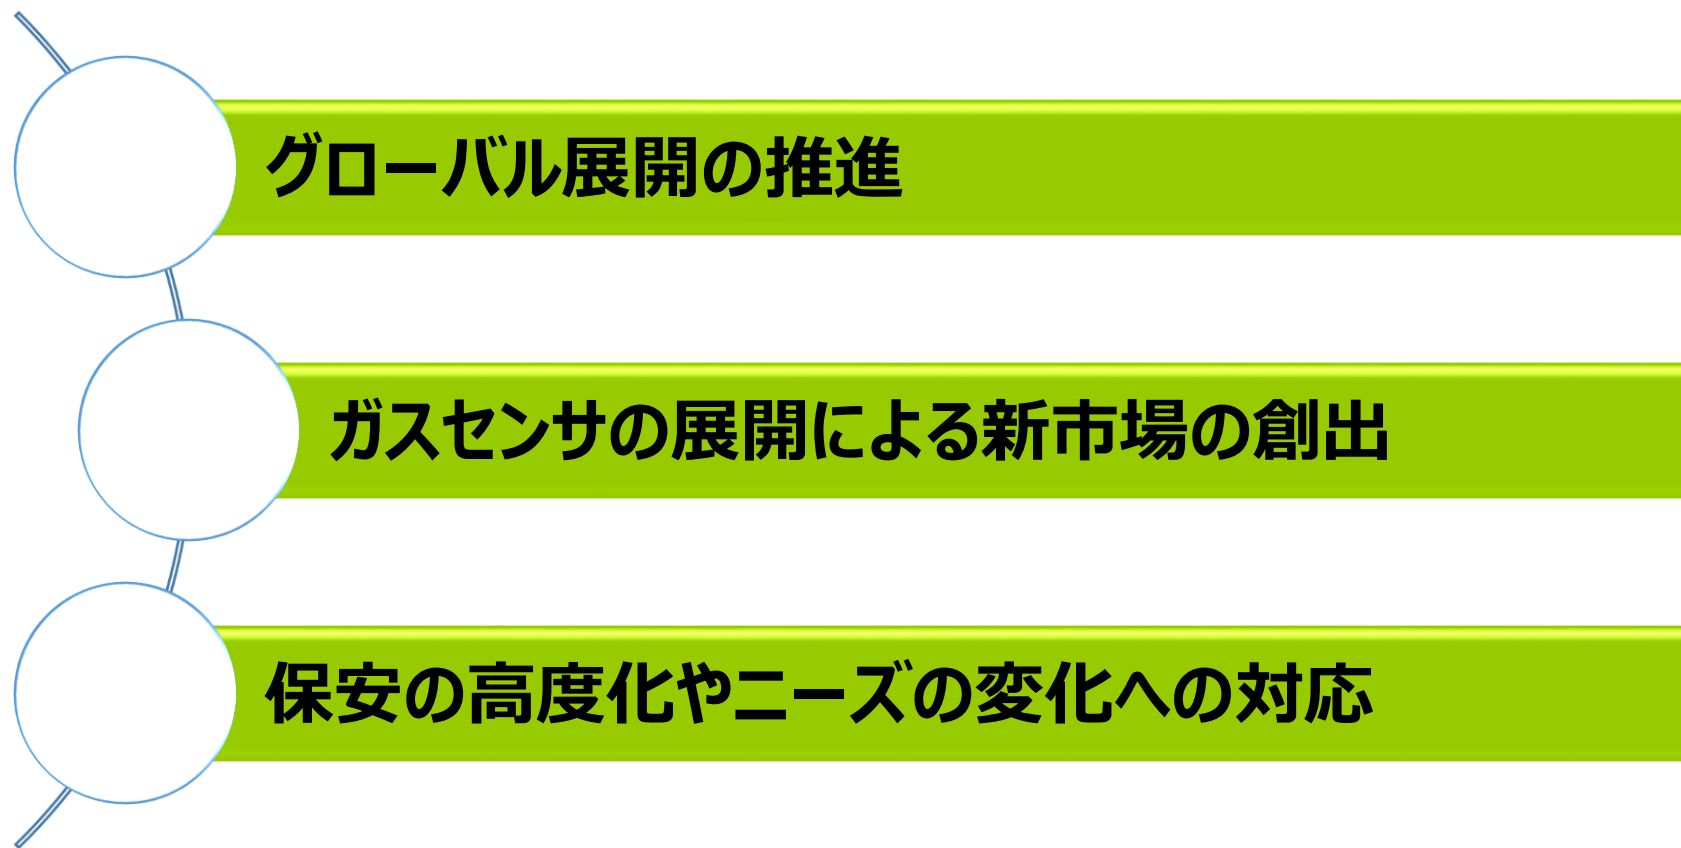 グローバル展開の推進
ガスセンサの展開による新市場の創出
保安の高度化やニーズの変化への対応